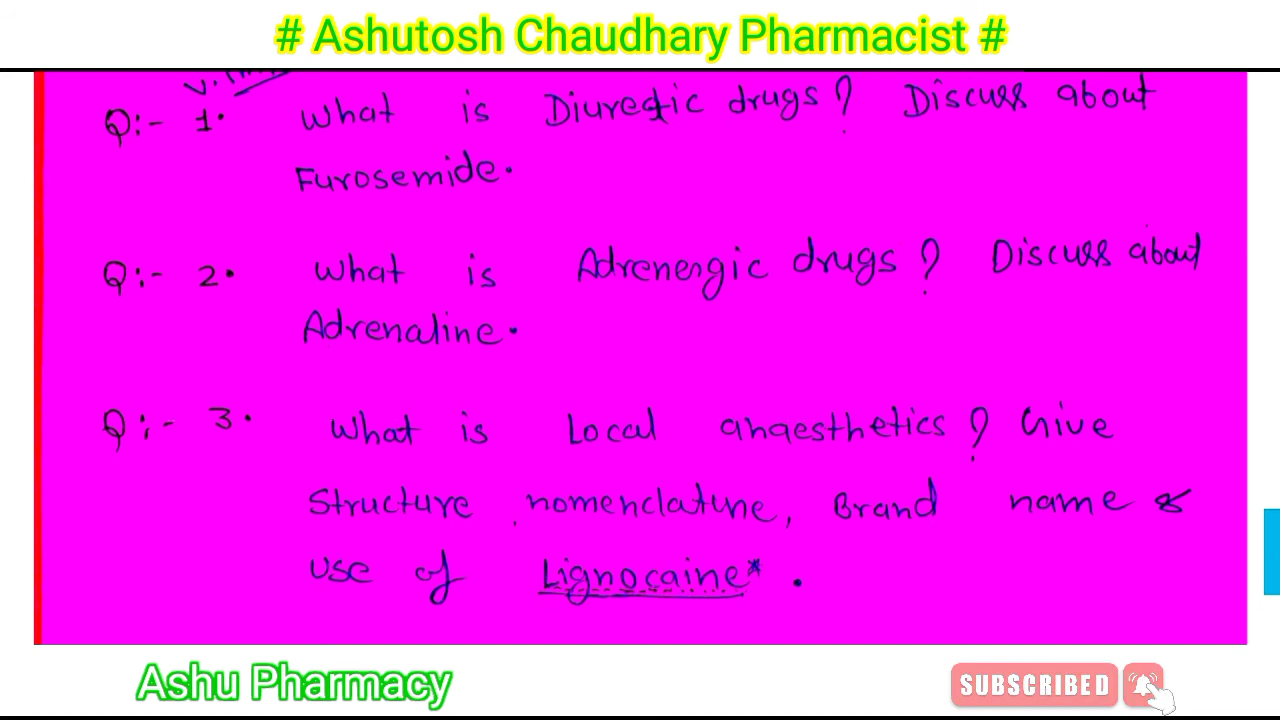 # Ashutosh Chaudhary Pharmacist #
Q:- 1. What is Diuretic drugs? Discuss about
Furosemide.
Q:- 2. What is Adrenergic drugs? Discuss about
Adrenaline.
Q:- 3. What is Local anaesthetics? Give
Structure, nomenclature, Brand name &
use of Lignocaine*.
Ashu Pharmacy
SUBSCRIBED